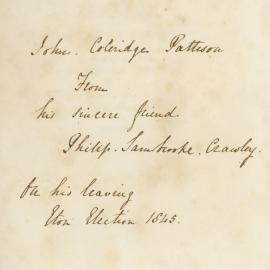 John. Coleridge Patteson
From
his sincere friend
Philip. Sambrooke. Crawley.
On his leaving
Eton Election 1845.